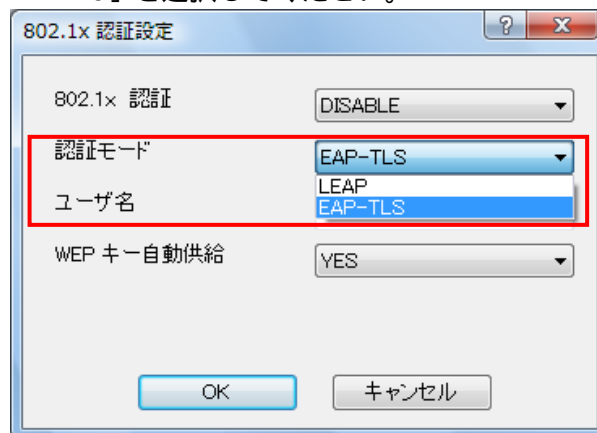 802.1x 認証設定
802.1x 認証
DISABLE
認証モード
EAP-TLS
LEAP
EAP-TLS
ユーザ名
WEP キー自動供給
YES
OK
キャンセル